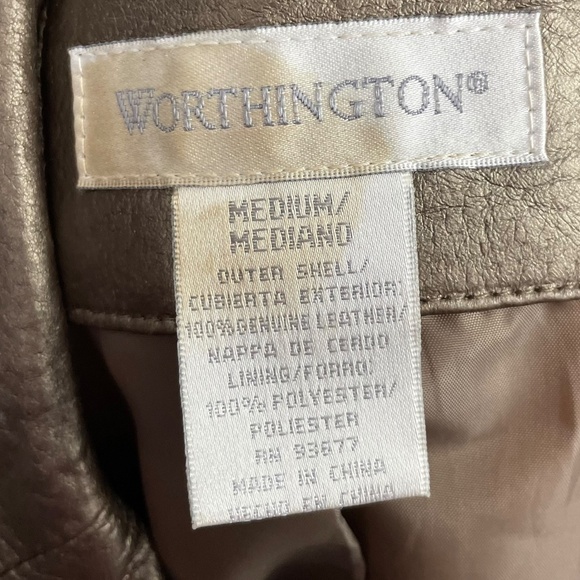 WORTHINGTON®
MEDIUM/
MEDIANO
OUTER SHELL/
CUBIERTA EXTERIOR:
100% GENUINE LEATHER/
NAPPA DE CERDO
LINING/FORRO:
100% POLYESTER/
POLIESTER
RN 93677
MADE IN CHINA
HECHO EN CHINA